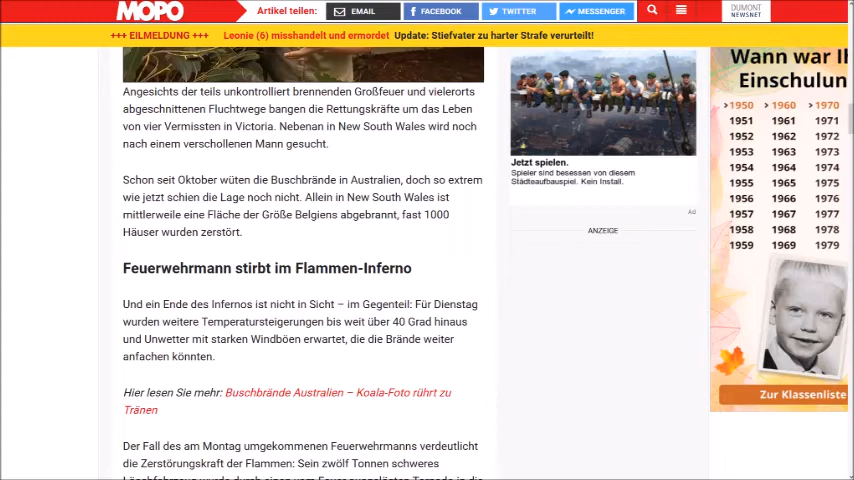 MOPO
Artikel teilen:
EMAIL
FACEBOOK
TWITTER
MESSENGER
DUMONT
NEWSNET
+++ EILMELDUNG +++ Leonie (6) misshandelt und ermordet Update: Stiefvater zu harter Strafe verurteilt!
Angesichts der teils unkontrolliert brennenden Großfeuer und vielerorts
abgeschnittenen Fluchtwege bangen die Rettungskräfte um das Leben
von vier Vermissten in Victoria. Nebenan in New South Wales wird noch
nach einem verschollenen Mann gesucht.
Schon seit Oktober wüten die Buschbrände in Australien, doch so extrem
wie jetzt schien die Lage noch nicht. Allein in New South Wales ist
mittlerweile eine Fläche der Größe Belgiens abgebrannt, fast 1000
Häuser wurden zerstört.
Feuerwehrmann stirbt im Flammen-Inferno
Und ein Ende des Infernos ist nicht in Sicht – im Gegenteil: Für Dienstag
wurden weitere Temperatursteigerungen bis weit über 40 Grad hinaus
und Unwetter mit starken Windböen erwartet, die die Brände weiter
anfachen könnten.
Hier lesen Sie mehr: Buschbrände Australien – Koala-Foto rührt zu
Tränen
Der Fall des am Montag umgekommenen Feuerwehrmanns verdeutlicht
die Zerstörungskraft der Flammen: Sein zwölf Tonnen schweres
Jetzt spielen.
Spieler sind besessen von diesem
Städteaufbauspiel. Kein Install.
Ad
ANZEIGE
Wann war Ih
Einschulun
1950 1960 1970
1951 1961 1971
1952 1962 1972
1953 1963 1973
1954 1964 1974
1955 1965 1975
1956 1966 1976
1957 1967 1977
1958 1968 1978
1959 1969 1979
Zur Klassenliste